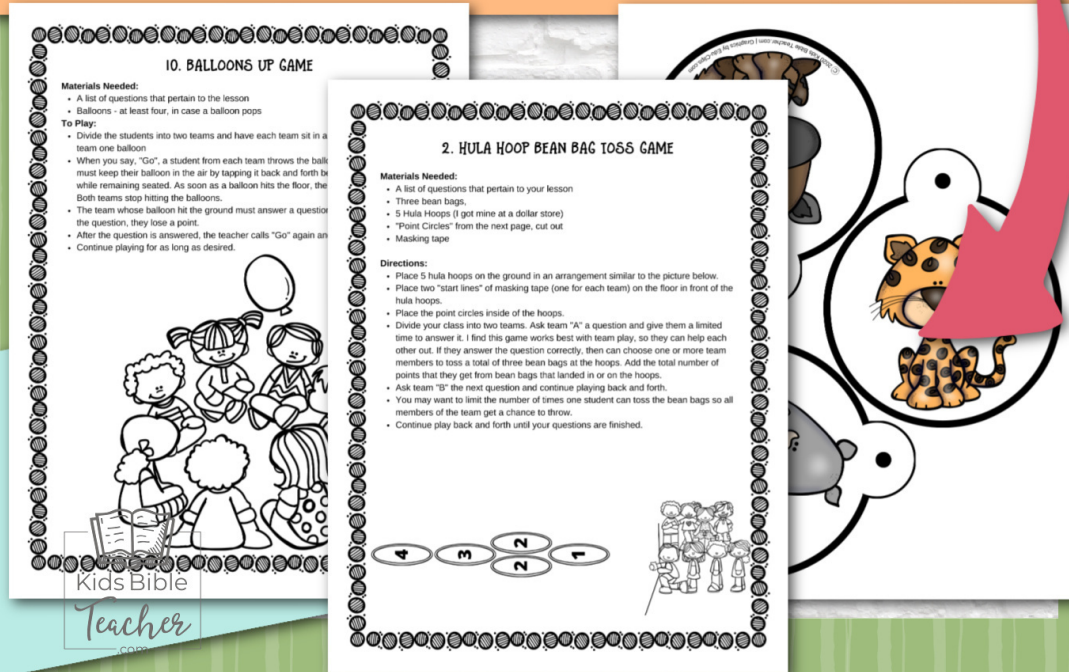 10. BALLOONS UP GAME
Materials Needed:
• A list of questions that pertain to the lesson
• Balloons - at least four, in case a balloon pops
To Play:
• Divide the students into two teams and have each team sit in a
team one balloon
• When you say, "Go", a student from each team throws the
must keep their balloon in the air by tapping it back and forth
while remaining seated. As soon as a balloon hits the floor, the
Both teams stop hitting the balloons.
• The team whose balloon hit the ground must answer a
the question, they lose a point.
• After the question is answered, the teacher calls "Go" again
• Continue playing for as long as desired.
Kids Bible
Teacher
.com
2. HULA HOOP BEAN BAG TOSS GAME
Materials Needed:
• A list of questions that pertain to your lesson
• Three bean bags,
• 5 Hula Hoops (I got mine at a dollar store)
• "Point Circles" from the next page, cut out
• Masking tape
Directions:
• Place 5 hula hoops on the ground in an arrangement similar to the picture below.
• Place two "start lines" of masking tape (one for each team) on the floor in front of the
hula hoops.
• Place the point circles inside of the hoops.
• Divide your class into two teams. Ask team "A" a question and give them a limited
time to answer it. I find this game works best with team play, so they can help each
other out. If they answer the question correctly, then can choose one or more team
members to toss a total of three bean bags at the hoops. Add the total number of
points that they get from bean bags that landed in or on the hoops.
• Ask team "B" the next question and continue playing back and forth.
• You may want to limit the number of times one student can toss the bean bags so all
members of the team get a chance to throw.
• Continue play back and forth until your questions are finished.
4 3 2 1
2